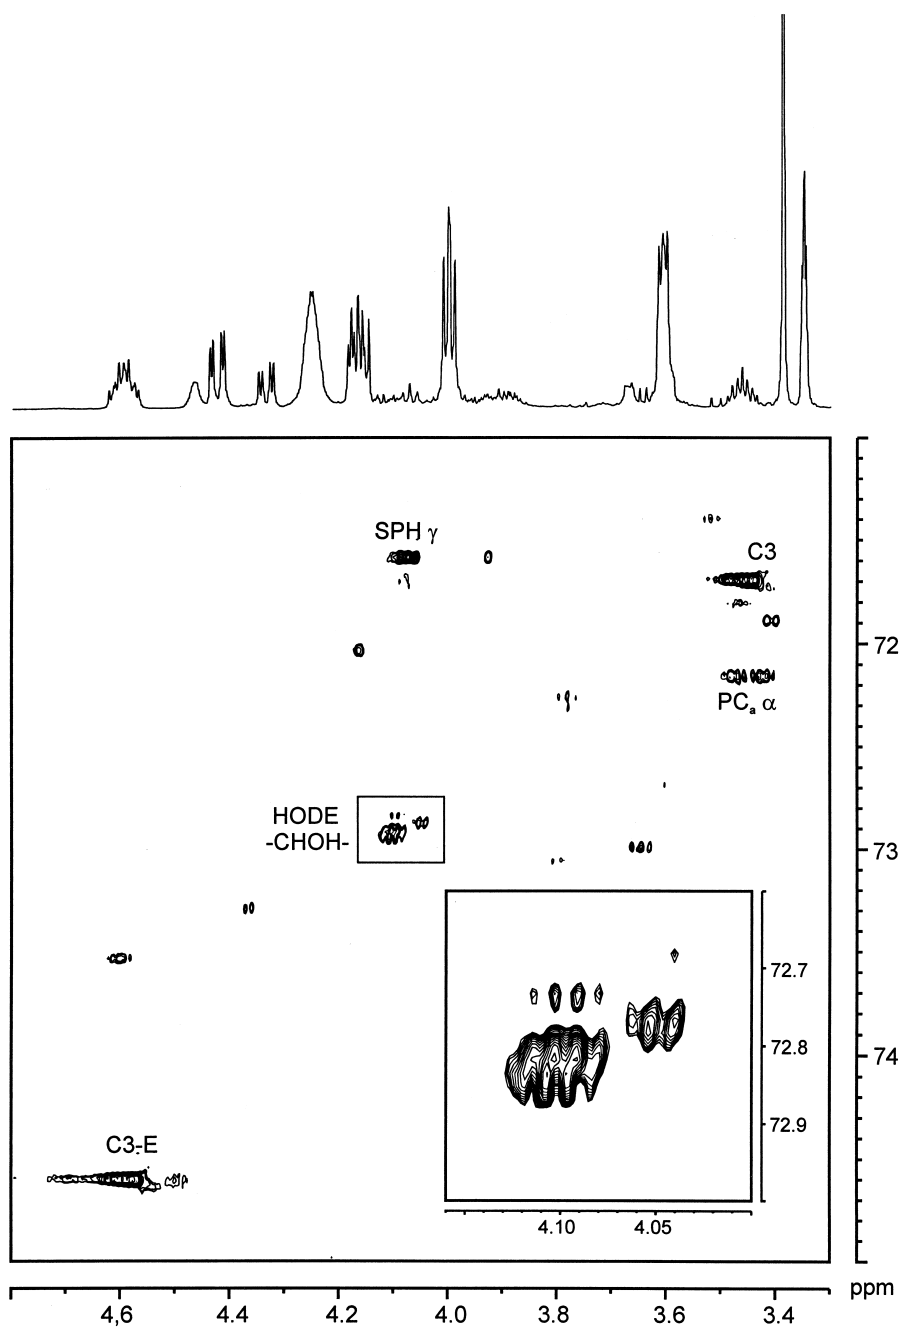 SPH γ
C3
72
PCa α
HODE
-CHOH-
73
72.7
72.8
74
72.9
C3-E
4.10 4.05
ppm
4,6 4.4 4.2 4.0 3.8 3.6 3.4